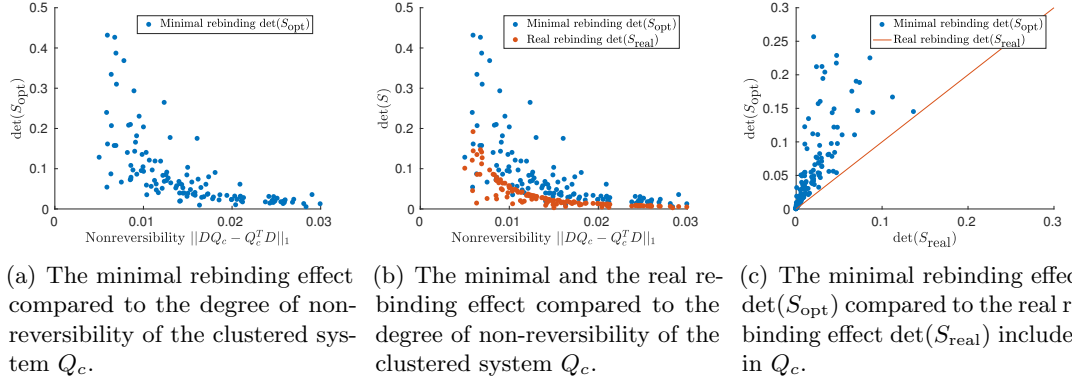 0.5
0.4
0.3
0.2
0.1
0
det(S_opt)
Minimal rebinding det(S_opt)
0 0.01 0.02 0.03
Nonreversibility ||DQ_c − Q_c^T D||_1
0.5
0.4
0.3
0.2
0.1
0
det(S)
Minimal rebinding det(S_opt)
Real rebinding det(S_real)
0 0.01 0.02 0.03
Nonreversibility ||DQ_c − Q_c^T D||_1
0.3
0.25
0.2
0.15
0.1
0.05
0
det(S_opt)
Minimal rebinding det(S_opt)
Real rebinding det(S_real)
0 0.1 0.2 0.3
det(S_real)
(a) The minimal rebinding effect
compared to the degree of non-
reversibility of the clustered sys-
tem Q_c.
(b) The minimal and the real re-
binding effect compared to the
degree of non-reversibility of the
clustered system Q_c.
(c) The minimal rebinding effec
det(S_opt) compared to the real r
binding effect det(S_real) include
in Q_c.